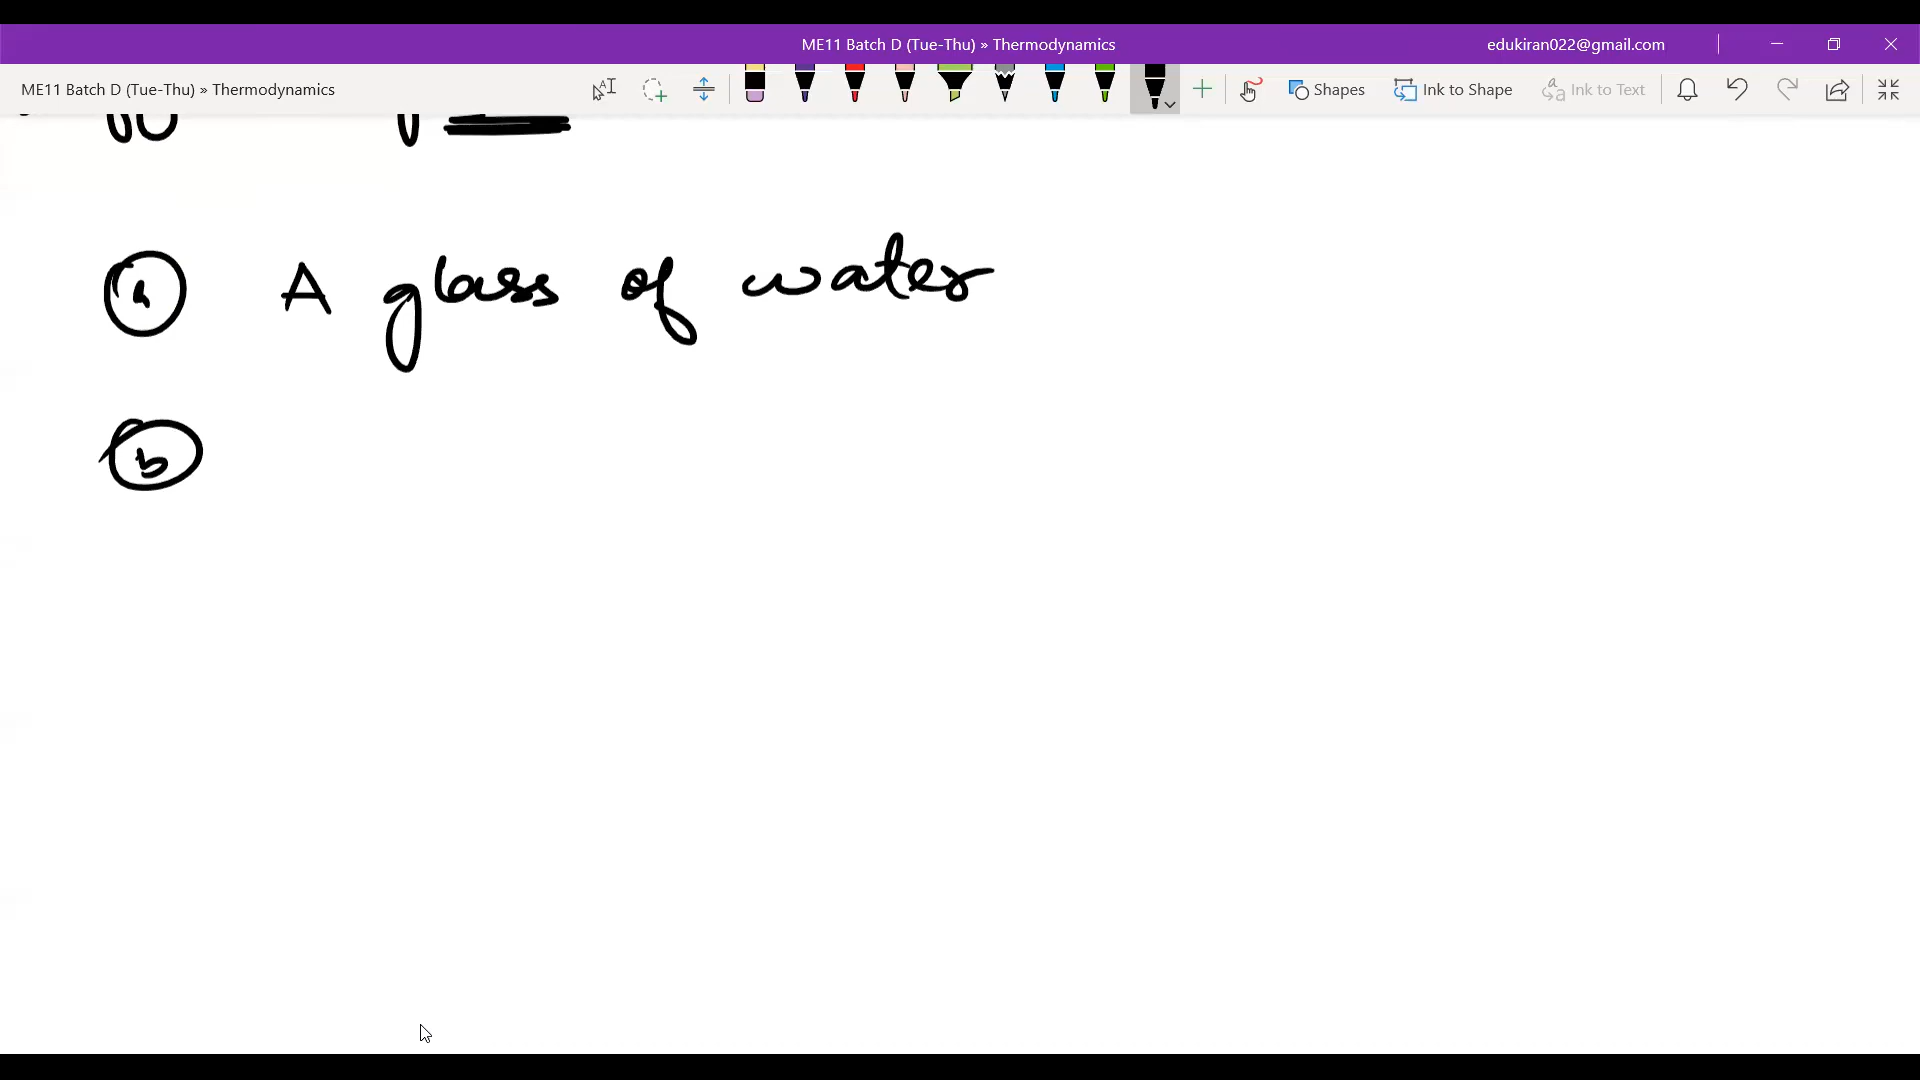 ME11 Batch D (Tue-Thu) » Thermodynamics edukiran022@gmail.com
ME11 Batch D (Tue-Thu) » Thermodynamics Shapes Ink to Shape Ink to Text
a A glass of water
b